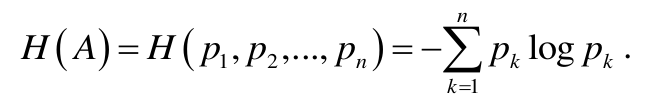 H(A) = H(p₁, p₂,..., pₙ) = −∑ₖ₌₁ⁿ pₖ log pₖ .